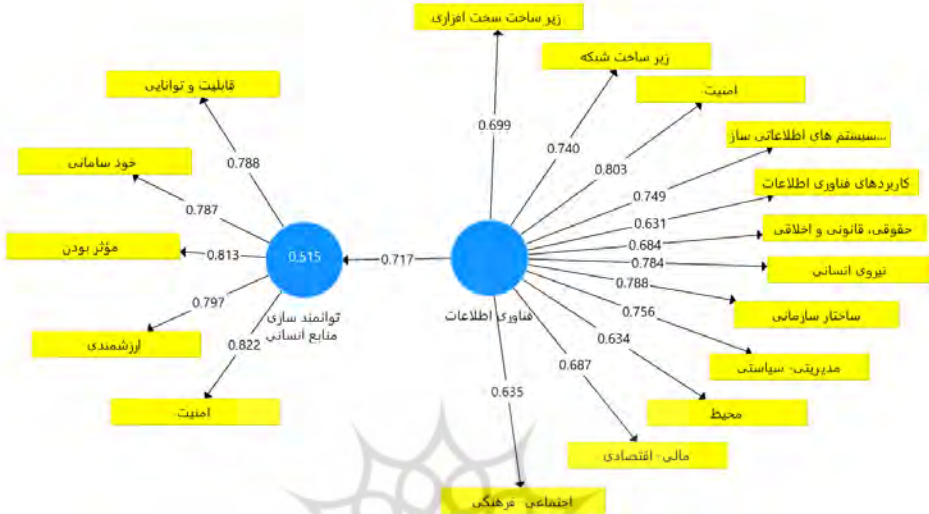 زیر ساخت سخت افزاری
زیر ساخت شبکه
امنیت
سیستم های اطلاعاتی ساز...
کاربردهای فناوری اطلاعات
حقوقی، قانونی و اخلاقی
نیروی انسانی
ساختار سازمانی
مدیریتی- سیاستی
محیط
مالی- اقتصادی
اجتماعی- فرهنگی
0.699
0.740
0.803
0.749
0.631
0.684
0.784
0.788
0.756
0.634
0.687
0.635
فناوری اطلاعات
0.717
0.515
توانمند سازی
منابع انسانی
0.788
0.787
0.813
0.797
0.822
قابلیت و توانایی
خود سامانی
مؤثر بودن
ارزشمندی
امنیت